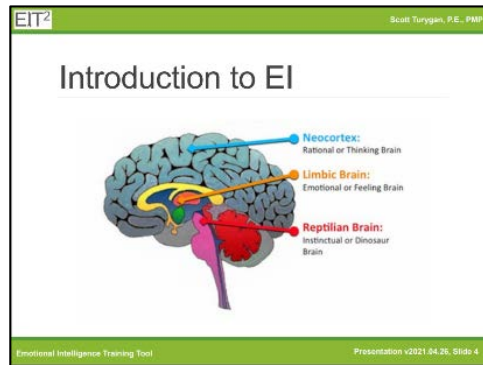 EIT²
Scott Turygan, P.E., PMP
Introduction to EI
Neocortex:
Rational or Thinking Brain
Limbic Brain:
Emotional or Feeling Brain
Reptilian Brain:
Instinctual or Dinosaur
Brain
Emotional Intelligence Training Tool
Presentation v2021.04.26, Slide 4